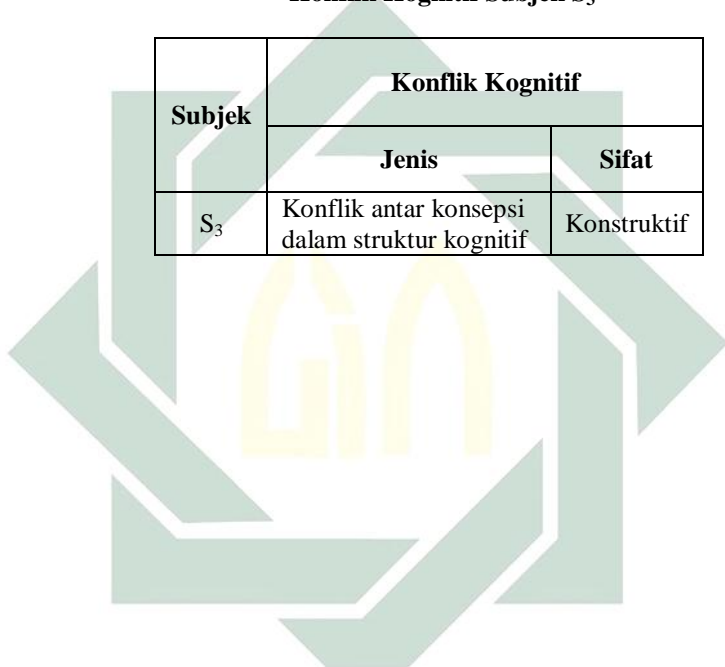 Konflik Kognitif Subjek S₃
Subjek
Konflik Kognitif
Jenis
Sifat
S₃
Konflik antar konsepsi
dalam struktur kognitif
Konstruktif